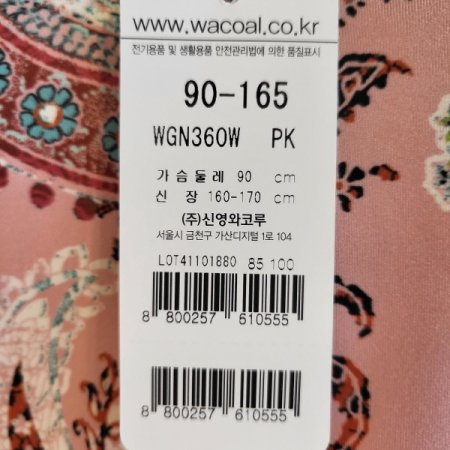 www.wacoal.co.kr
전기용품 및 생활용품 안전관리법에 의한 품질표시
90-165
WGN360W PK
가슴둘레 90 cm
신 장 160-170 cm
(주)신영와코루
서울시 금천구 가산디지털 1로 104
LOT41101880 85 100
8 800257 610555
8 800257 610555